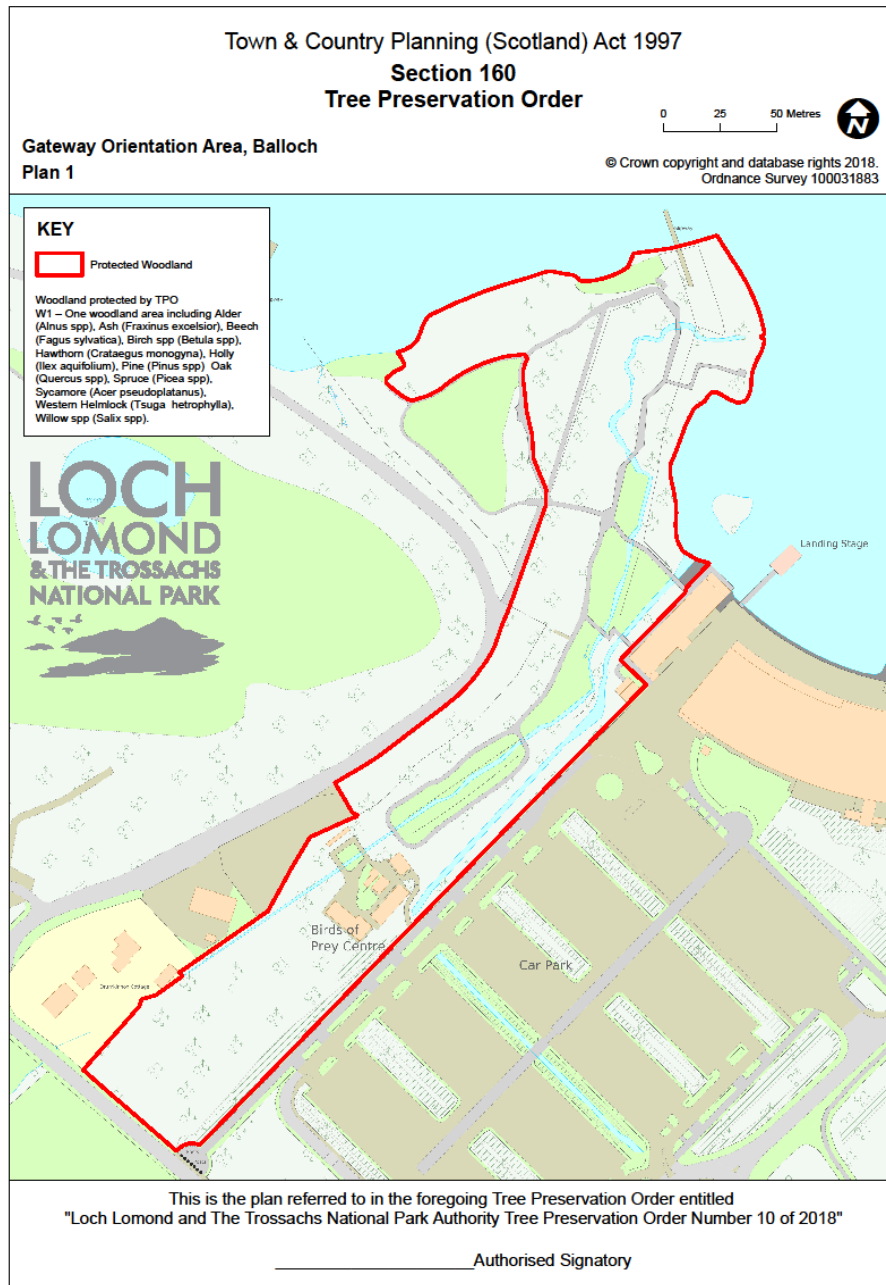 Town & Country Planning (Scotland) Act 1997
Section 160
Tree Preservation Order
0 25 50 Metres
N
Gateway Orientation Area, Balloch
Plan 1
© Crown copyright and database rights 2018.
Ordnance Survey 100031883
KEY
Protected Woodland
Woodland protected by TPO
W1 – One woodland area including Alder
(Alnus spp), Ash (Fraxinus excelsior), Beech
(Fagus sylvatica), Birch spp (Betula spp),
Hawthorn (Crataegus monogyna), Holly
(Ilex aquifolium), Pine (Pinus spp) Oak
(Quercus spp), Spruce (Picea spp),
Sycamore (Acer pseudoplatanus),
Western Helmlock (Tsuga hetrophylla),
Willow spp (Salix spp).
LOCH
LOMOND
& THE TROSSACHS
NATIONAL PARK
Landing Stage
Birds of
Prey Centre
Car Park
Drumkinnon Cottage
This is the plan referred to in the foregoing Tree Preservation Order entitled
"Loch Lomond and The Trossachs National Park Authority Tree Preservation Order Number 10 of 2018"
____________________Authorised Signatory